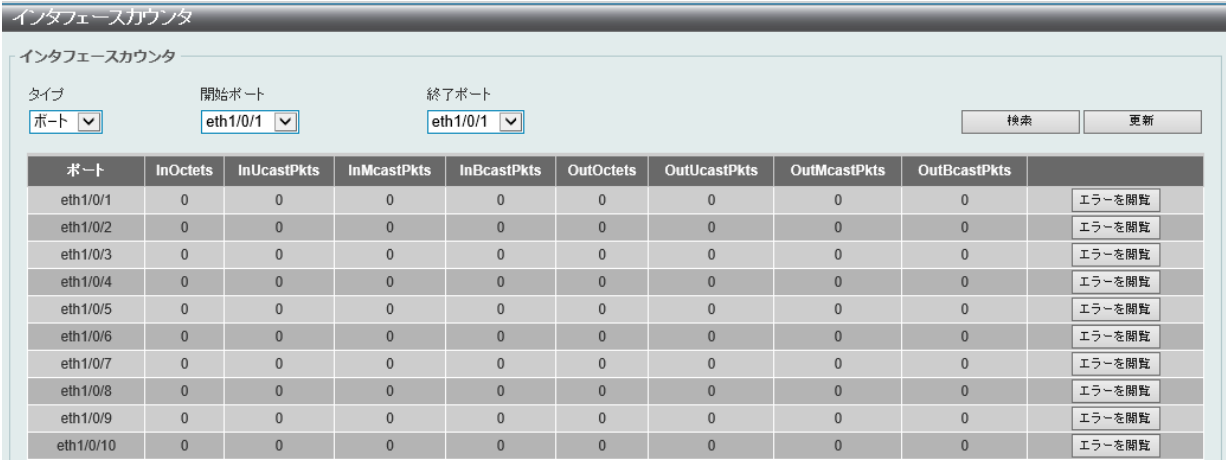 インタフェースカウンタ
インタフェースカウンタ
タイプ 開始ポート 終了ポート
ポート eth1/0/1 eth1/0/1 検索 更新
ポート InOctets InUcastPkts InMcastPkts InBcastPkts OutOctets OutUcastPkts OutMcastPkts OutBcastPkts
eth1/0/1 0 0 0 0 0 0 0 0 エラーを閲覧
eth1/0/2 0 0 0 0 0 0 0 0 エラーを閲覧
eth1/0/3 0 0 0 0 0 0 0 0 エラーを閲覧
eth1/0/4 0 0 0 0 0 0 0 0 エラーを閲覧
eth1/0/5 0 0 0 0 0 0 0 0 エラーを閲覧
eth1/0/6 0 0 0 0 0 0 0 0 エラーを閲覧
eth1/0/7 0 0 0 0 0 0 0 0 エラーを閲覧
eth1/0/8 0 0 0 0 0 0 0 0 エラーを閲覧
eth1/0/9 0 0 0 0 0 0 0 0 エラーを閲覧
eth1/0/10 0 0 0 0 0 0 0 0 エラーを閲覧